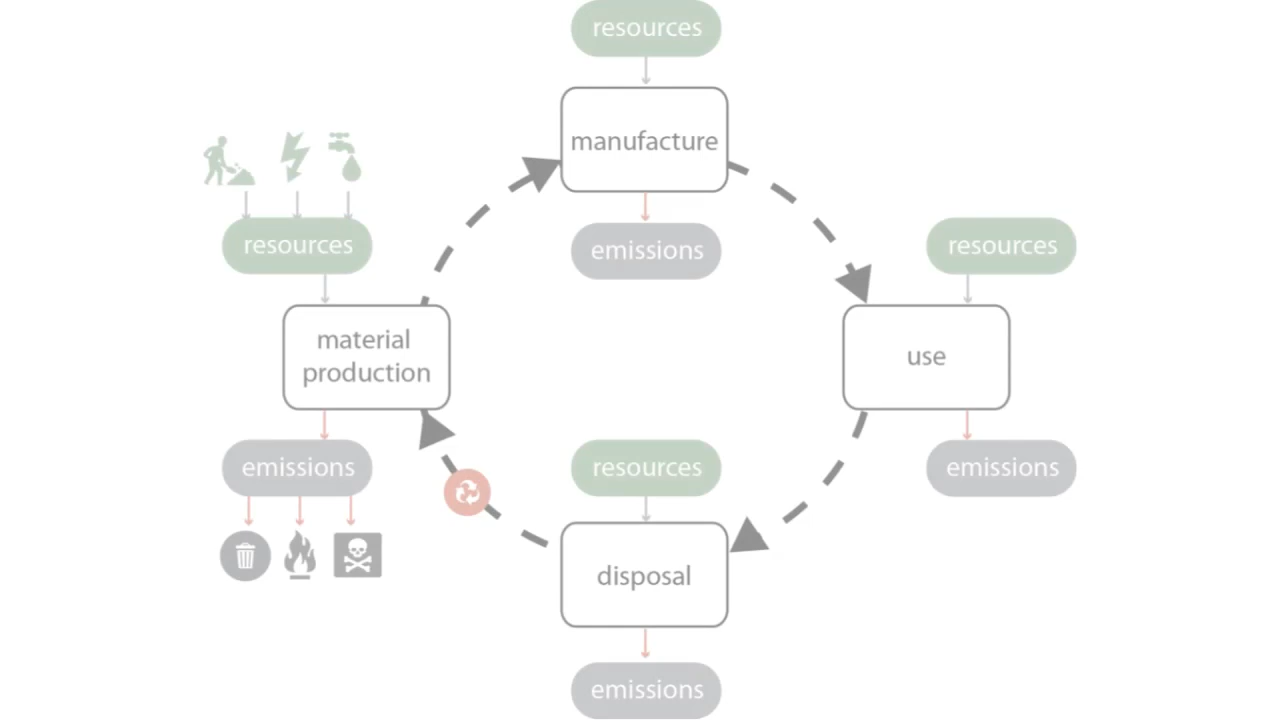 resources
manufacture
emissions
resources
material
production
emissions
resources
use
emissions
resources
disposal
emissions